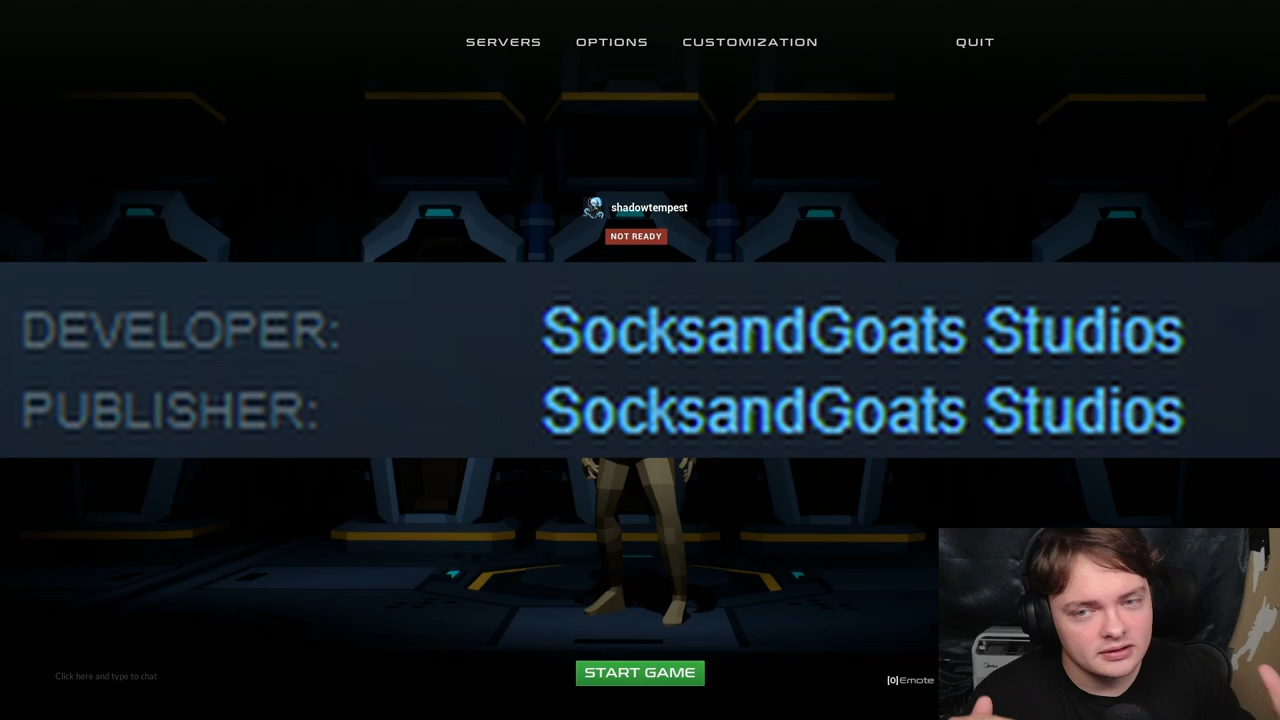 SERVERS OPTIONS CUSTOMIZATION QUIT
shadowtempest
NOT READY
DEVELOPER: SocksandGoats Studios
PUBLISHER: SocksandGoats Studios
START GAME
Click here and type to chat
[0]Emote